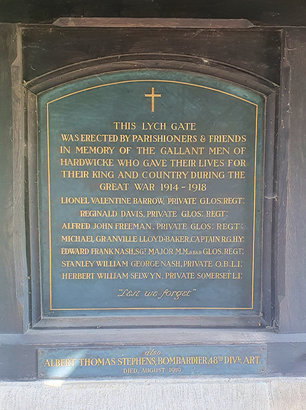 THIS LYCH GATE
WAS ERECTED BY PARISHIONERS & FRIENDS
IN MEMORY OF THE GALLANT MEN OF
HARDWICKE WHO GAVE THEIR LIVES FOR
THEIR KING AND COUNTRY DURING THE
GREAT WAR 1914-1918
LIONEL VALENTINE BARROW, PRIVATE GLOS. REGT.
REGINALD DAVIS, PRIVATE GLOS. REGT.
ALFRED JOHN FREEMAN, PRIVATE GLOS. REGT.
MICHAEL GRANVILLE LLOYD-BAKER, CAPTAIN R.G.H.Y.
EDWARD FRANK NASH, SGT. MAJOR M.M. GLOS. REGT.
STANLEY WILLIAM GEORGE NASH, PRIVATE O.B.L.I.
HERBERT WILLIAM SELWYN, PRIVATE SOMERSET L.I.
"Lest we forget"
also
ALBERT THOMAS STEPHENS, BOMBARDIER, 48TH DIVN. ART.
DIED, AUGUST 1919